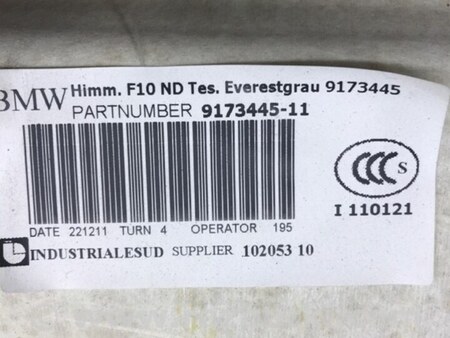 BMW Himm. F10 ND Tes. Everestgrau 9173445
PARTNUMBER 9173445-11
CCC S
I 110121
DATE 221211 TURN 4 OPERATOR 195
INDUSTRIALESUD SUPPLIER 102053 10